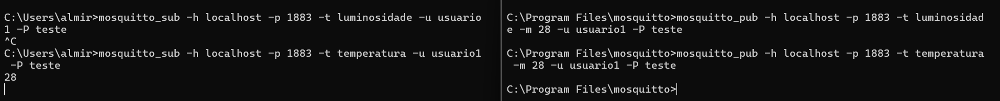 C:\Users\almir>mosquitto_sub -h localhost -p 1883 -t luminosidade -u usuario
1 -P teste
^C
C:\Users\almir>mosquitto_sub -h localhost -p 1883 -t temperatura -u usuario1
 -P teste
28
C:\Program Files\mosquitto>mosquitto_pub -h localhost -p 1883 -t luminosidad
e -m 28 -u usuario1 -P teste
C:\Program Files\mosquitto>mosquitto_pub -h localhost -p 1883 -t temperatura
 -m 28 -u usuario1 -P teste
C:\Program Files\mosquitto>